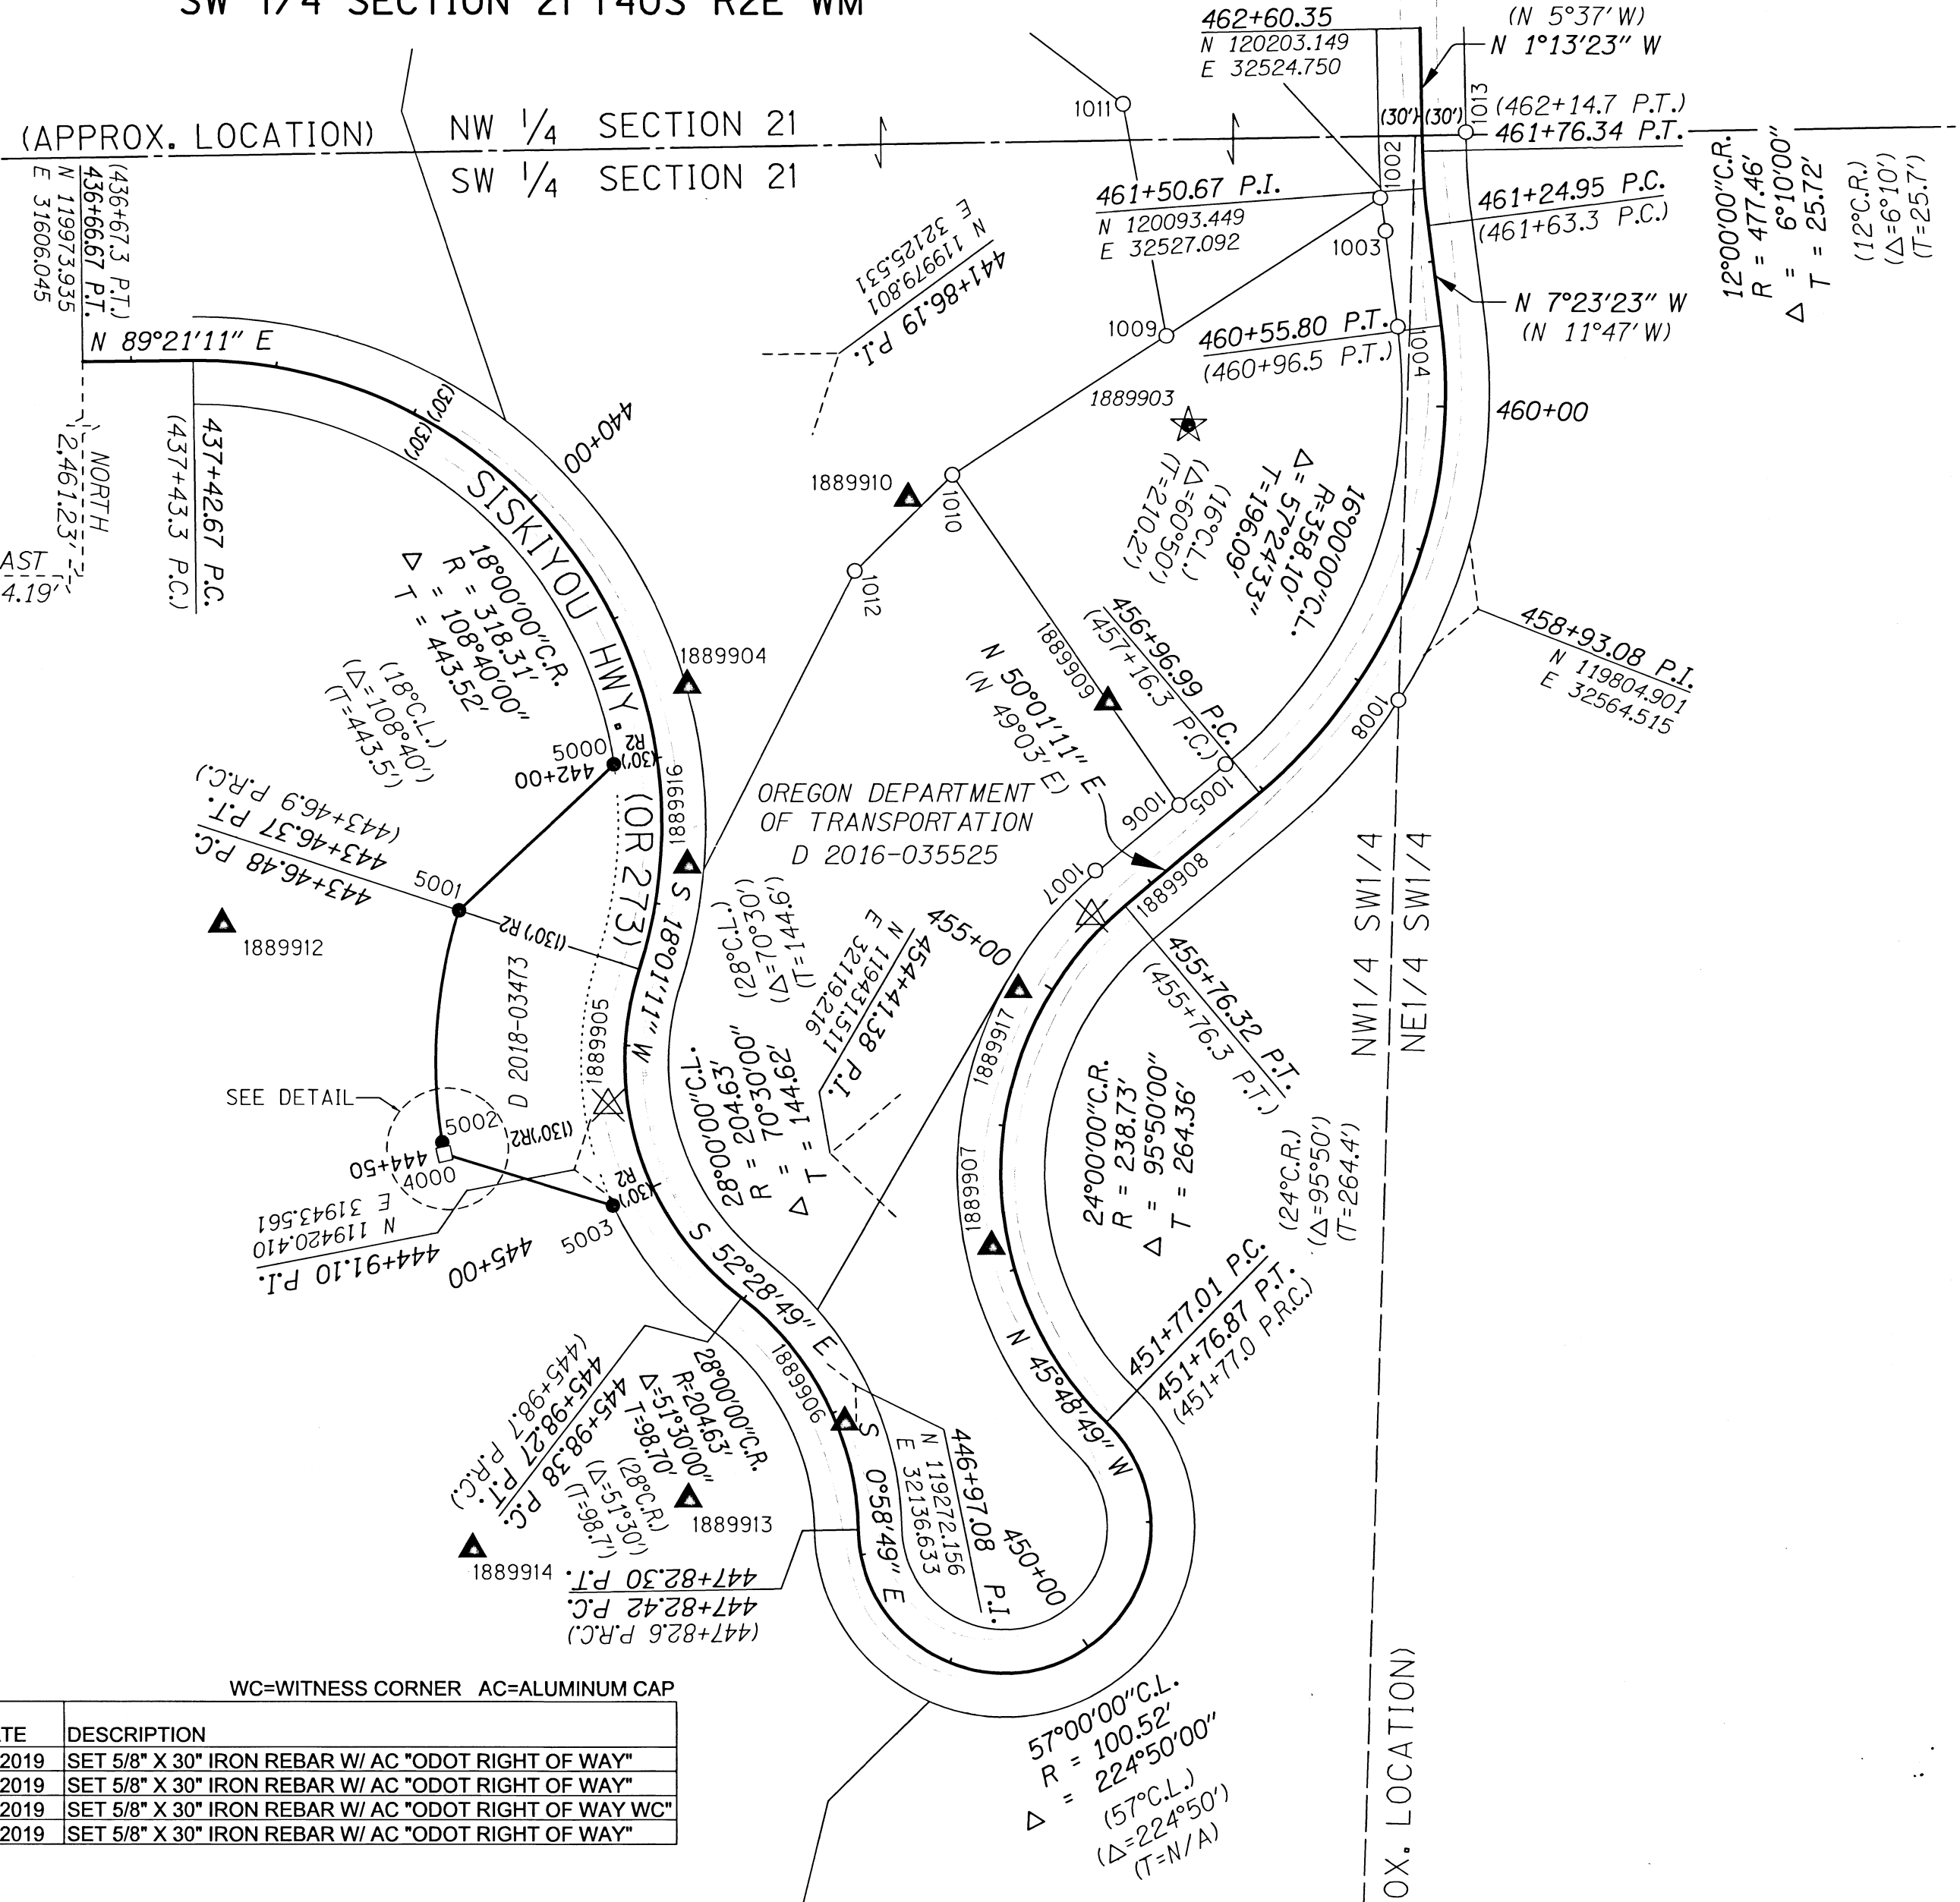 SW 1/4 SECTION 21 T40S R2E WM
462+60.35
N 120203.149
E 32524.750
(N 5°37' W)
N 1°13'23" W
1011
(30')
(30')
1013
(462+14.7 P.T.)
461+76.34 P.T.
(APPROX. LOCATION)
NW 1/4 SECTION 21
SW 1/4 SECTION 21
(436+67.3 P.T.)
436+66.67 P.T.
N 119973.935
E 31606.045
1002
461+50.67 P.I.
N 120093.449
E 32527.092
1003
461+24.95 P.C.
(461+63.3 P.C.)
12°00'00"C.R.
R = 477.46'
Δ = 6°10'00"
T = 25.72'
(12°C.R.)
(Δ=6°10')
(T=25.7')
441+86.19 P.I.
N 119979.801
E 32125.531
N 7°23'23" W
(N 11°47' W)
1009
460+55.80 P.T.
(460+96.5 P.T.)
1004
N 89°21'11" E
1889903
460+00
(30')
(30')
440+00
437+42.67 P.C.
(437+43.3 P.C.)
NORTH
2,461.23'
AST
4.19'
SISKIYOU HWY. (OR 273)
1889910
1010
1012
16°00'00"C.L.
R=358.10'
Δ= 57°24'33"
T=196.09'
(16°C.L.)
(Δ=60°50')
(T=210.2')
18°00'00"C.R.
R = 318.31'
Δ = 108°40'00"
T = 443.52'
(18°C.L.)
(Δ=108°40')
(T=443.5')
1889904
1889909
456+96.99 P.C.
(457+16.3 P.C.)
458+93.08 P.I.
N 119804.901
E 32564.515
N 50°01'11" E
(N 49°03' E)
1008
5000
442+00
(30')
R2
1889916
443+46.48 P.C.
443+46.37 P.T.
(443+46.9 P.R.C.)
5001
(130') R2
OREGON DEPARTMENT
OF TRANSPORTATION
D 2016-035525
1006
1005
1007
1889908
1889912
D 2018-03473
1889905
S 18°01'11" W
28°00'00"C.L.
R = 204.63'
Δ = 70°30'00"
T = 144.62'
(28°C.L.)
(Δ=70°30')
(T=144.6')
454+41.38 P.I.
N 119431.511
E 32119.216
455+00
455+76.32 P.T.
(455+76.3 P.T.)
NW1/4 SW1/4
NE1/4 SW1/4
SEE DETAIL
5002
(130')R2
444+50
4000
R2
(30')
5003
1889917
1889907
24°00'00"C.R.
R = 238.73'
Δ = 95°50'00"
T = 264.36'
(24°C.R.)
(Δ=95°50')
(T=264.4')
444+91.10 P.I.
N 119420.410
E 31943.561
445+00
S 52°28'49" E
451+77.01 P.C.
451+76.87 P.T.
(451+77.0 P.R.C.)
N 45°48'49" W
445+98.38 P.C.
445+98.27 P.T.
(445+98.7 P.R.C.)
28°00'00"C.R.
R=204.63'
Δ=51°30'00"
T=98.70'
(28°C.R.)
(Δ=51°30')
(T=98.7')
1889906
S 0°58'49" E
446+97.08 P.I.
N 119272.156
E 32136.633
450+00
1889913
1889914
447+82.30 P.T.
447+82.42 P.C.
(447+82.6 P.R.C.)
57°00'00"C.L.
R = 100.52'
Δ = 224°50'00"
(57°C.L.)
(Δ=224°50')
(T=N/A)
OX. LOCATION)
WC=WITNESS CORNER AC=ALUMINUM CAP
TE DESCRIPTION
2019 SET 5/8" X 30" IRON REBAR W/ AC "ODOT RIGHT OF WAY"
2019 SET 5/8" X 30" IRON REBAR W/ AC "ODOT RIGHT OF WAY"
2019 SET 5/8" X 30" IRON REBAR W/ AC "ODOT RIGHT OF WAY WC"
2019 SET 5/8" X 30" IRON REBAR W/ AC "ODOT RIGHT OF WAY"